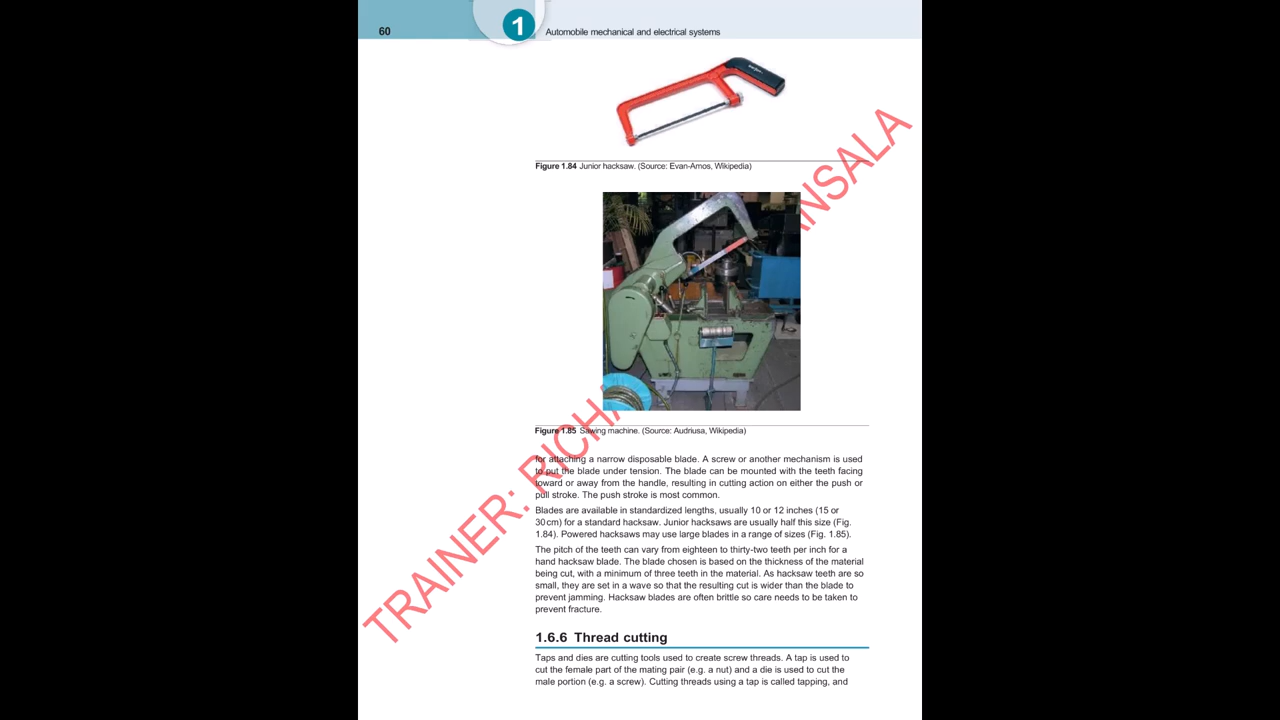 60
1
Automobile mechanical and electrical systems
Figure 1.84 Junior hacksaw. (Source: Evan-Amos, Wikipedia)
Figure 1.85 Sawing machine. (Source: Audriusa, Wikipedia)
for attaching a narrow disposable blade. A screw or another mechanism is used
to put the blade under tension. The blade can be mounted with the teeth facing
toward or away from the handle, resulting in cutting action on either the push or
pull stroke. The push stroke is most common.
Blades are available in standardized lengths, usually 10 or 12 inches (15 or
30cm) for a standard hacksaw. Junior hacksaws are usually half this size (Fig.
1.84). Powered hacksaws may use large blades in a range of sizes (Fig. 1.85).
The pitch of the teeth can vary from eighteen to thirty-two teeth per inch for a
hand hacksaw blade. The blade chosen is based on the thickness of the material
being cut, with a minimum of three teeth in the material. As hacksaw teeth are so
small, they are set in a wave so that the resulting cut is wider than the blade to
prevent jamming. Hacksaw blades are often brittle so care needs to be taken to
prevent fracture.
1.6.6 Thread cutting
Taps and dies are cutting tools used to create screw threads. A tap is used to
cut the female part of the mating pair (e.g. a nut) and a die is used to cut the
male portion (e.g. a screw). Cutting threads using a tap is called tapping, and
TRAINER: RICHA
NSALA